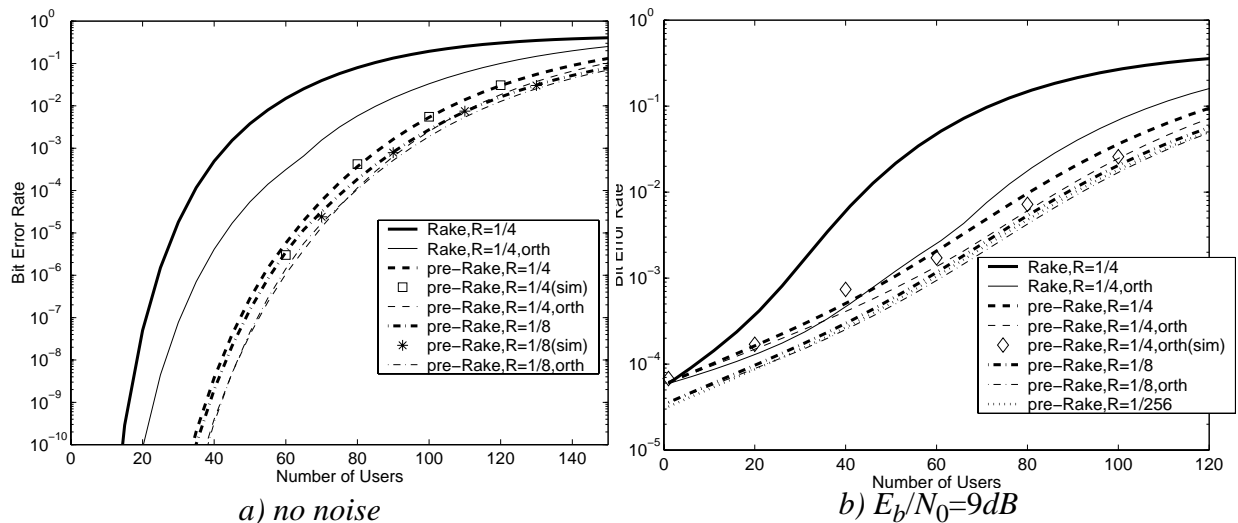 10^0
10^-1
10^-2
10^-3
10^-4
10^-5
10^-6
10^-7
10^-8
10^-9
10^-10
Bit Error Rate
0 20 40 60 80 100 120 140
Number of Users
Rake,R=1/4
Rake,R=1/4,orth
pre-Rake,R=1/4
pre-Rake,R=1/4(sim)
pre-Rake,R=1/4,orth
pre-Rake,R=1/8
pre-Rake,R=1/8(sim)
pre-Rake,R=1/8,orth
a) no noise
10^0
10^-1
10^-2
10^-3
10^-4
10^-5
Bit Error Rate
0 20 40 60 80 100 120
Number of Users
Rake,R=1/4
Rake,R=1/4,orth
pre-Rake,R=1/4
pre-Rake,R=1/4,orth
pre-Rake,R=1/4,orth(sim)
pre-Rake,R=1/8
pre-Rake,R=1/8,orth
pre-Rake,R=1/256
b) E_b/N_0=9dB